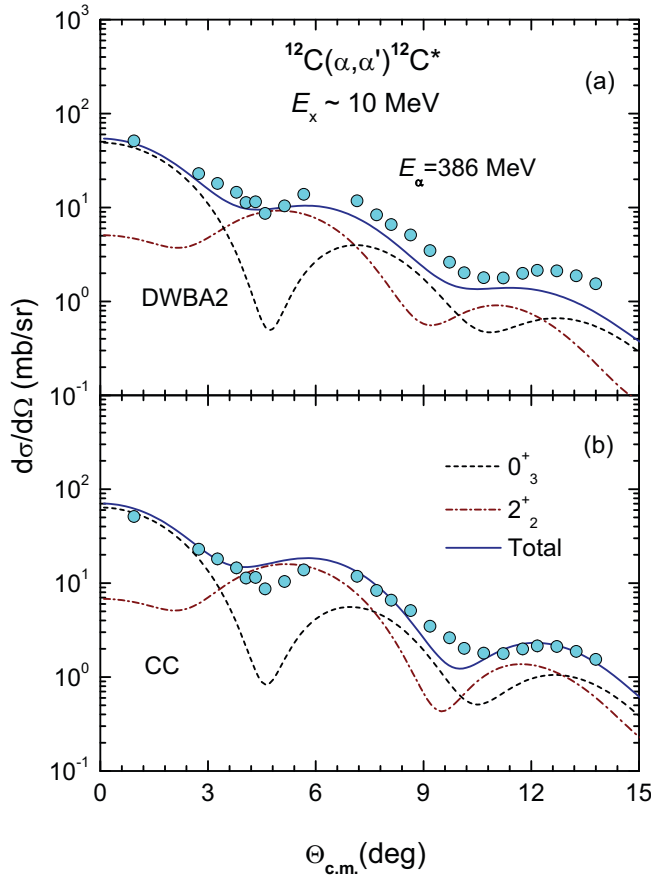 10³
¹²C(α,α')¹²C*
(a)
Eₓ ~ 10 MeV
10²
E_α=386 MeV
10¹
10⁰
DWBA2
10⁻¹
dσ/dΩ (mb/sr)
(b)
10²
0⁺₃
2⁺₂
Total
10¹
10⁰
CC
10⁻¹
0 3 6 9 12 15
Θ_c.m.(deg)